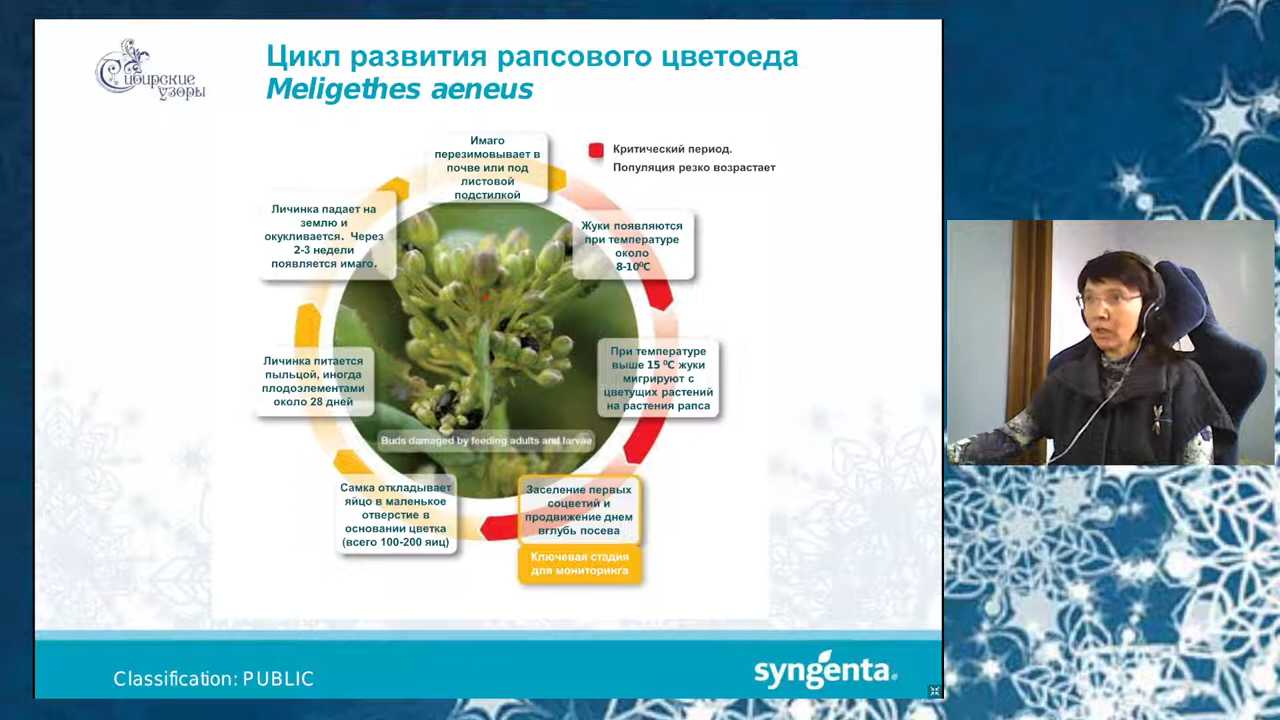 Сибирские
узоры
Цикл развития рапсового цветоеда
Meligethes aeneus
Имаго
перезимовывает в
почве или под
листовой
подстилкой
Критический период.
Популяция резко возрастает
Жуки появляются
при температуре
около
8-10⁰C
При температуре
выше 15 ⁰C жуки
мигрируют с
цветущих растений
на растения рапса
Заселение первых
соцветий и
продвижение днем
вглубь посева
Ключевая стадия
для мониторинга
Самка откладывает
яйцо в маленькое
отверстие в
основании цветка
(всего 100-200 яиц)
Личинка питается
пыльцой, иногда
плодоэлементами
около 28 дней
Личинка падает на
землю и
окукливается. Через
2-3 недели
появляется имаго.
Buds damaged by feeding adults and larvae
Classification: PUBLIC
syngenta